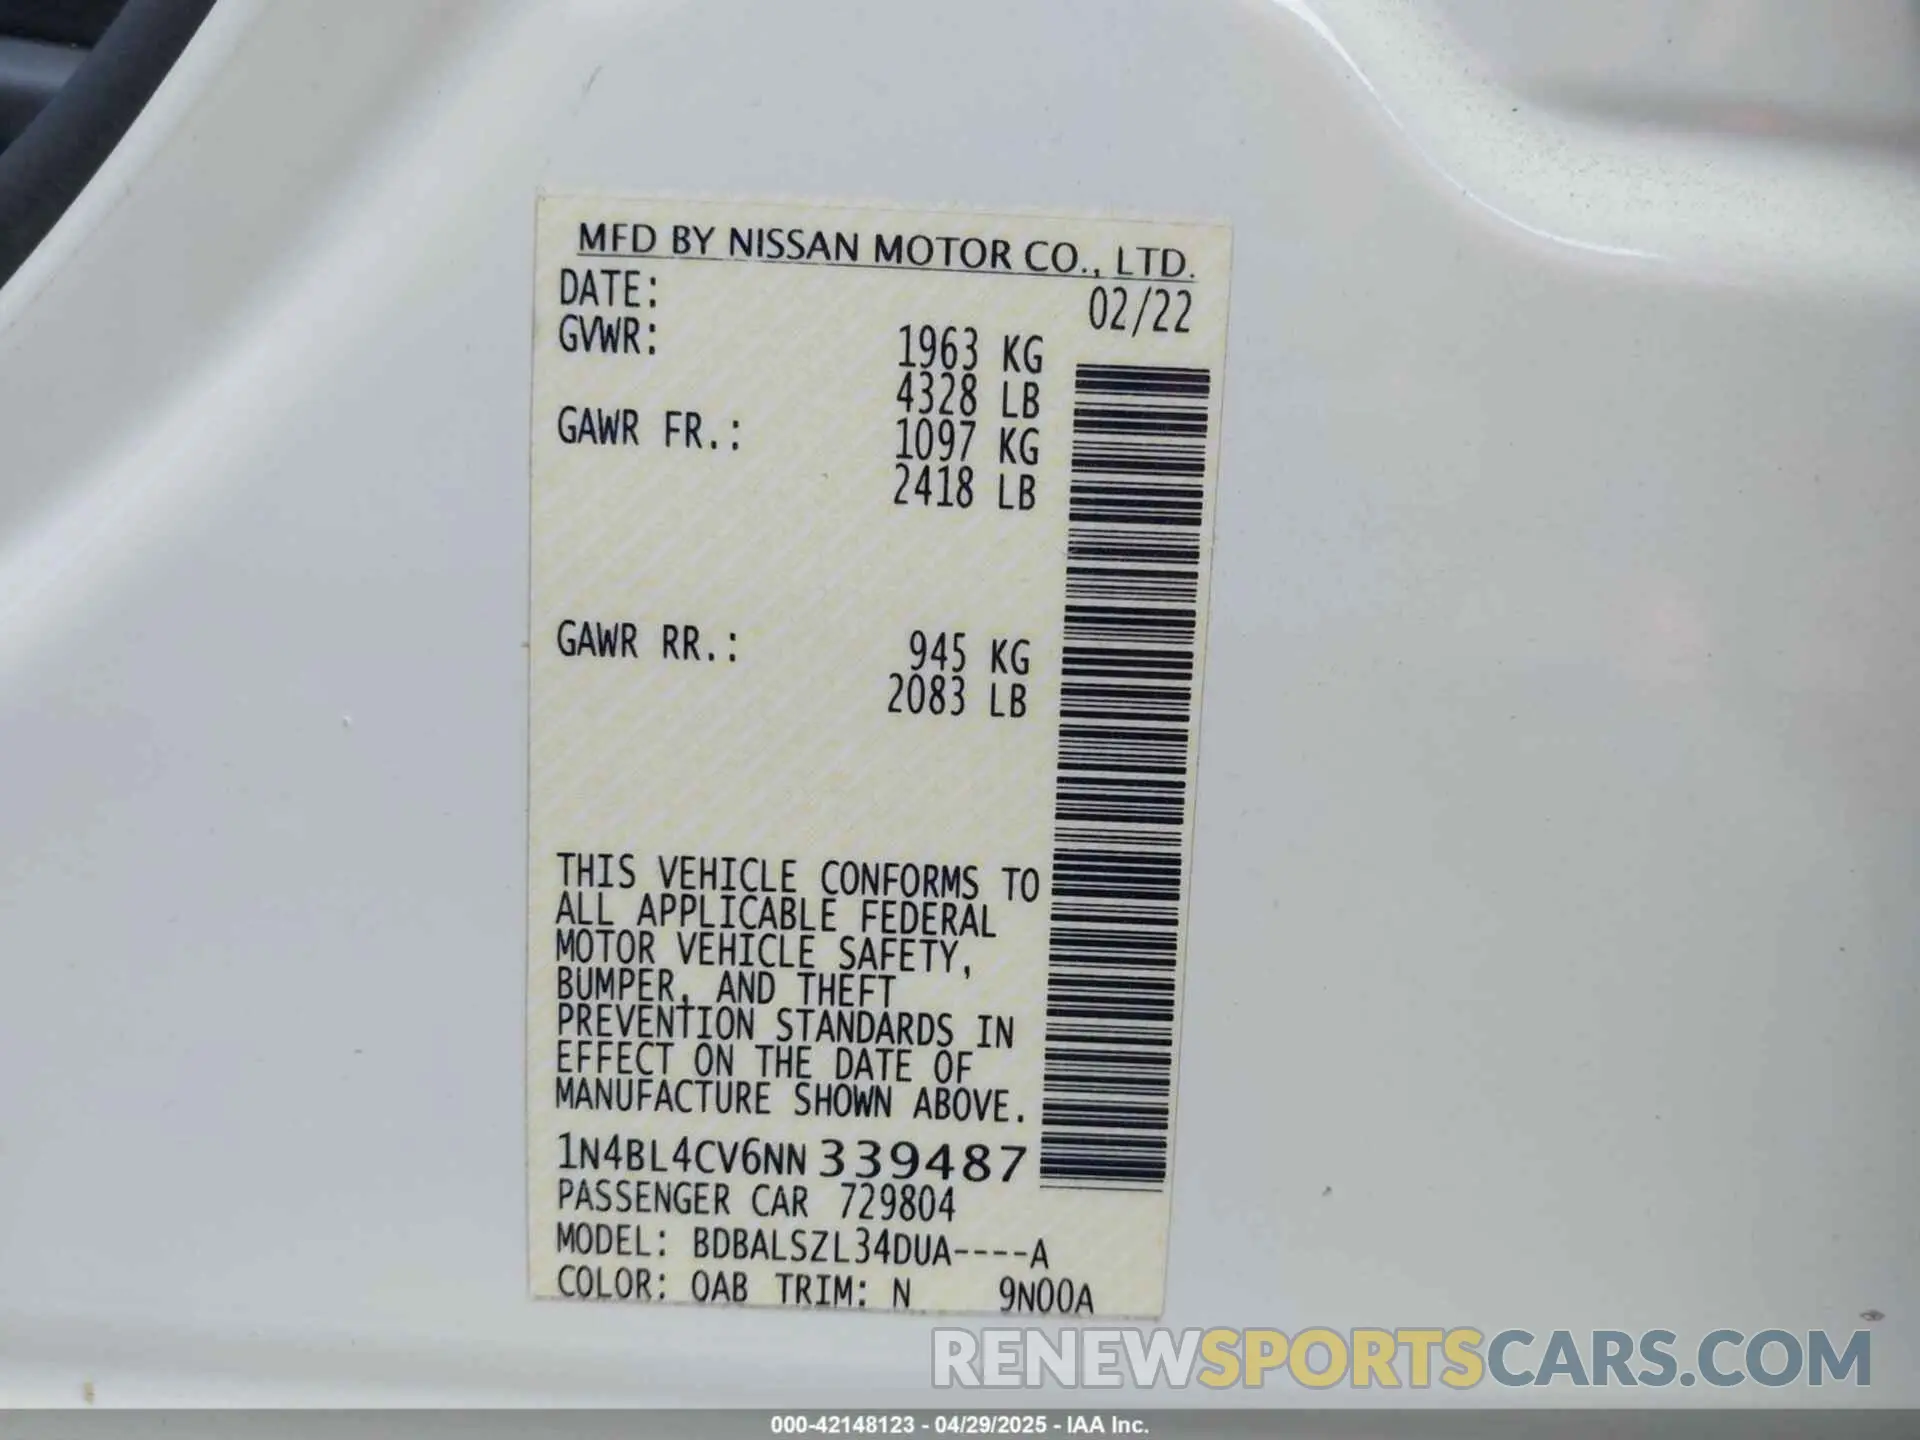 MFD BY NISSAN MOTOR CO., LTD.
DATE: 02/22
GVWR: 1963 KG
4328 LB
GAWR FR.: 1097 KG
2418 LB
GAWR RR.: 945 KG
2083 LB
THIS VEHICLE CONFORMS TO
ALL APPLICABLE FEDERAL
MOTOR VEHICLE SAFETY,
BUMPER, AND THEFT
PREVENTION STANDARDS IN
EFFECT ON THE DATE OF
MANUFACTURE SHOWN ABOVE.
1N4BL4CV6NN339487
PASSENGER CAR 729804
MODEL: BDBALSZL34DUA----A
COLOR: QAB TRIM: N 9N00A
RENEWSPORTSCARS.COM
000-42148123 - 04/29/2025 - IAA Inc.